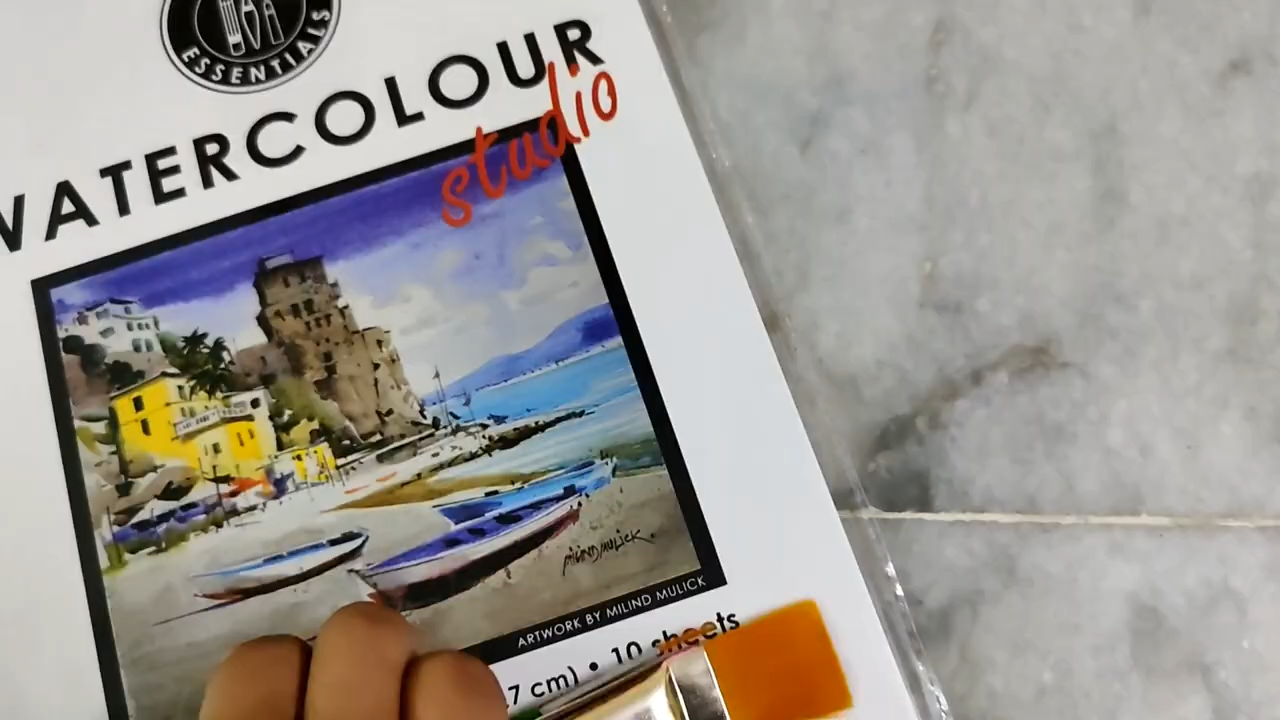 ESSENTIALS
WATERCOLOUR
studio
MILIND MULICK
ARTWORK BY MILIND MULICK
7 cm) • 10 sheets